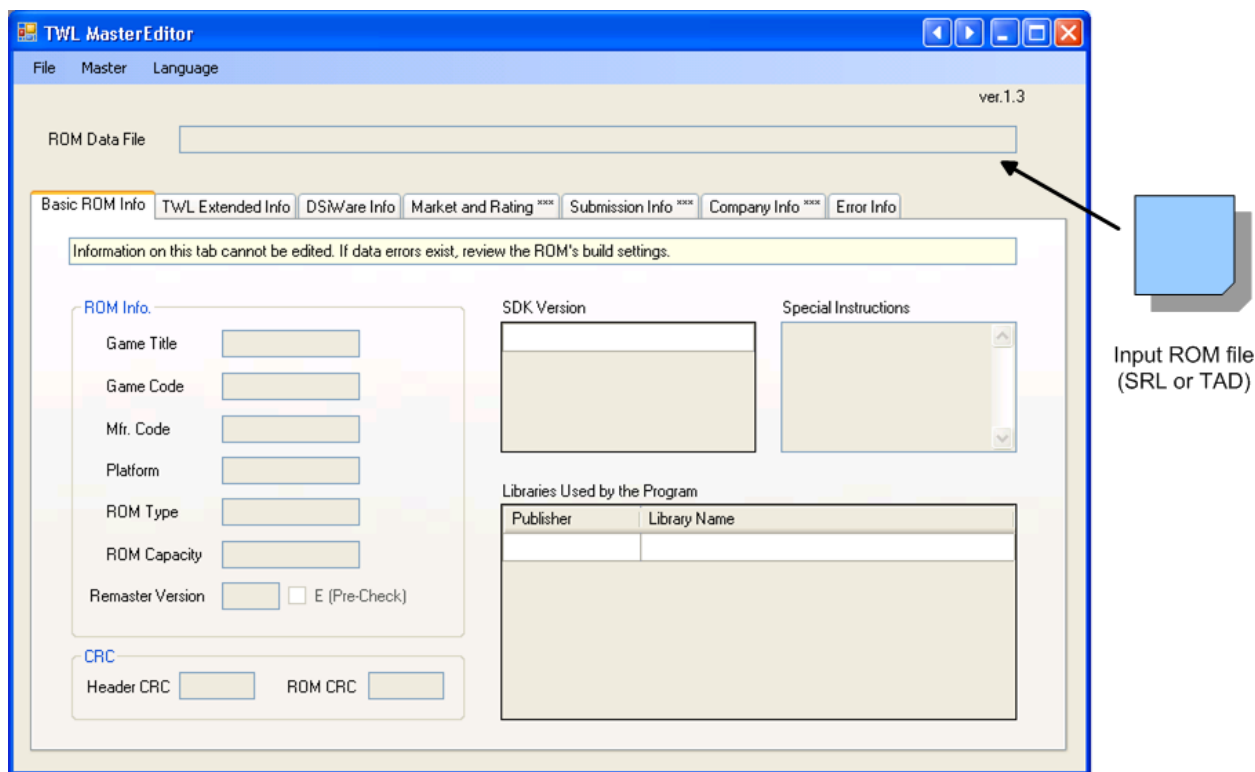 TWL MasterEditor
File Master Language
ver.1.3
ROM Data File
Basic ROM Info TWL Extended Info DSiWare Info Market and Rating *** Submission Info *** Company Info *** Error Info
Information on this tab cannot be edited. If data errors exist, review the ROM's build settings.
ROM Info.
Game Title
Game Code
Mfr. Code
Platform
ROM Type
ROM Capacity
Remaster Version E (Pre-Check)
CRC
Header CRC ROM CRC
SDK Version
Special Instructions
Libraries Used by the Program
Publisher Library Name
Input ROM file
(SRL or TAD)